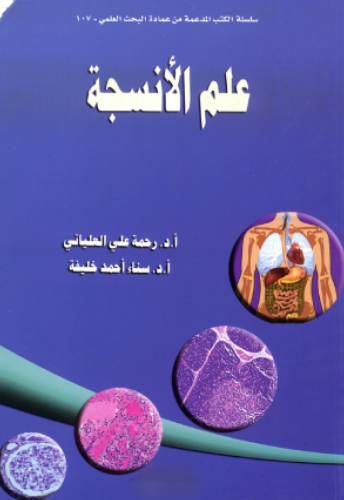 سلسلة الكتب المدعمة من عمادة البحث العلمي - ١٠٧
علم الأنسجة
أ.د. رحمة علي العلياني
أ.د. سناء أحمد خليفة